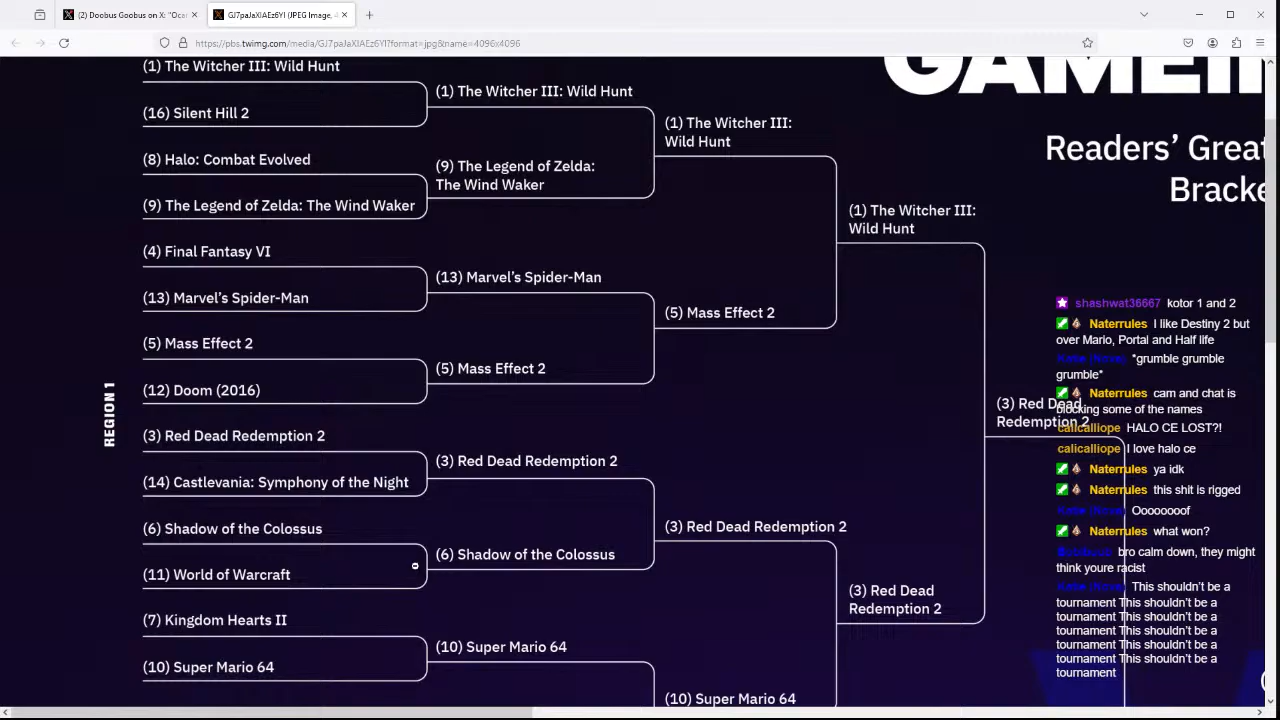 (2) Doobus Goobus on X: "Ocar
GJ7paJaXIAEz6YI (JPEG Image,
https://pbs.twimg.com/media/GJ7paJaXIAEz6YI?format=jpg&name=4096x4096
(1) The Witcher III: Wild Hunt
(16) Silent Hill 2
(8) Halo: Combat Evolved
(9) The Legend of Zelda: The Wind Waker
(4) Final Fantasy VI
(13) Marvel's Spider-Man
(5) Mass Effect 2
(12) Doom (2016)
REGION 1
(3) Red Dead Redemption 2
(14) Castlevania: Symphony of the Night
(6) Shadow of the Colossus
(11) World of Warcraft
(7) Kingdom Hearts II
(10) Super Mario 64
(1) The Witcher III: Wild Hunt
(9) The Legend of Zelda:
The Wind Waker
(13) Marvel's Spider-Man
(5) Mass Effect 2
(3) Red Dead Redemption 2
(6) Shadow of the Colossus
(10) Super Mario 64
(1) The Witcher III:
Wild Hunt
(5) Mass Effect 2
(3) Red Dead Redemption 2
(10) Super Mario 64
(1) The Witcher III:
Wild Hunt
(3) Red Dead
Redemption 2
(3) Red Dead
Redemption 2
GAMEI
Readers' Great
Bracke
shashwat36667 kotor 1 and 2
Naterrules I like Destiny 2 but
over Mario, Portal and Half life
*grumble grumble
grumble*
Naterrules cam and chat is
blocking some of the names
calicalliope HALO CE LOST?!
calicalliope I love halo ce
Naterrules ya idk
Naterrules this shit is rigged
Oooooooof
Naterrules what won?
bro calm down, they might
think youre racist
This shouldn't be a
tournament This shouldn't be a
tournament This shouldn't be a
tournament This shouldn't be a
tournament This shouldn't be a
tournament This shouldn't be a
tournament